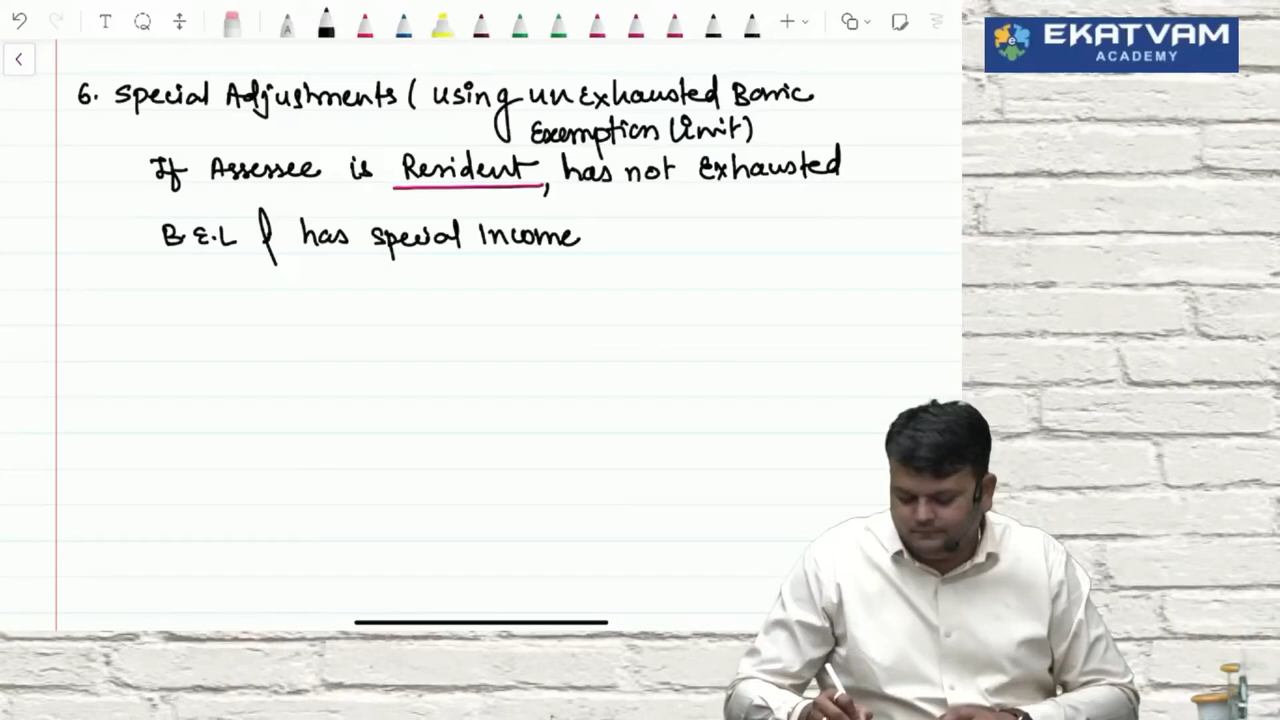 EKATVAM
ACADEMY
6. Special Adjustments ( using unExhausted Basic
Exemption Limit)
If Assessee is Resident, has not Exhausted
B.E.L & has special Income